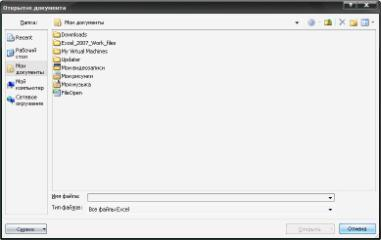 Открытие документа
Папка:
Мои документы
Recent
Рабочий стол
Мои документы
Мой компьютер
Сетевое окружение
Downloads
Excel_2007_Work_files
My Virtual Machines
Updater
Мои видеозаписи
Мои рисунки
Моя музыка
FileOpen
Имя файла:
Тип файлов:
Все файлы Excel
Сервис
Открыть
Отмена